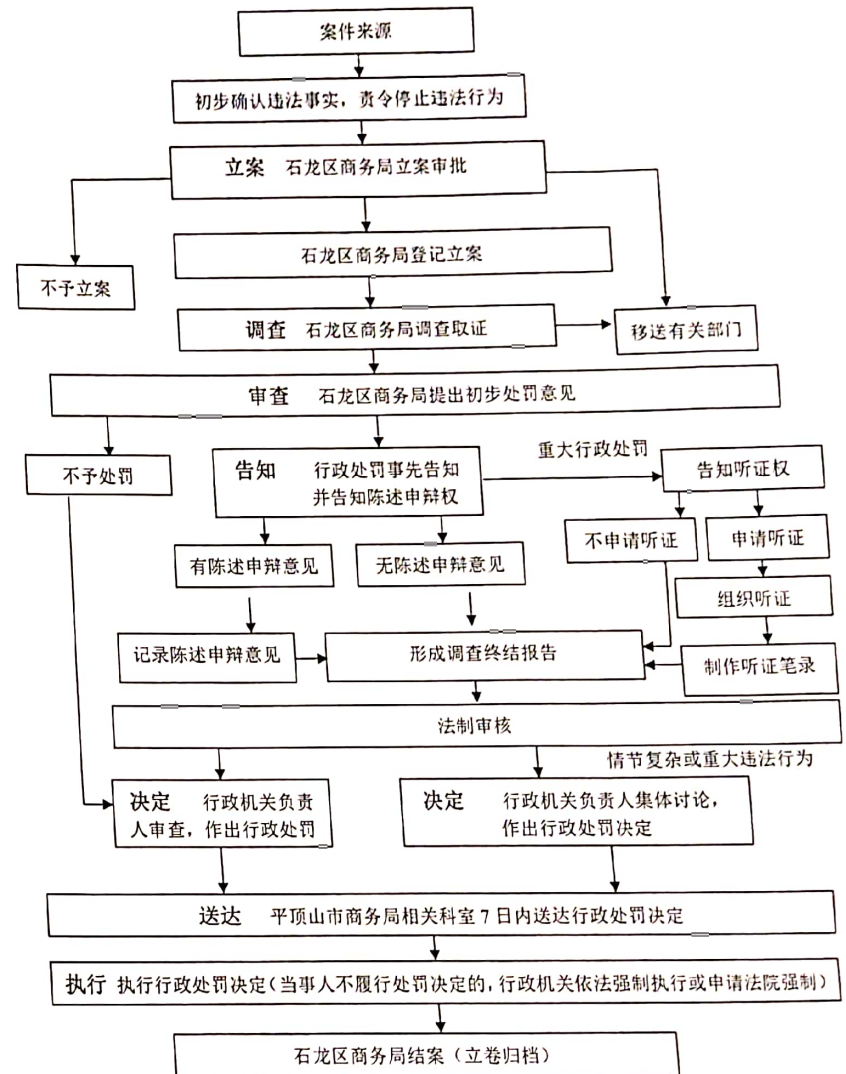 案件来源
初步确认违法事实，责令停止违法行为
立案 石龙区商务局立案审批
石龙区商务局登记立案
不予立案
调查 石龙区商务局调查取证
移送有关部门
审查 石龙区商务局提出初步处罚意见
不予处罚
告知 行政处罚事先告知
并告知陈述申辩权
重大行政处罚
告知听证权
有陈述申辩意见
无陈述申辩意见
不申请听证
申请听证
组织听证
记录陈述申辩意见
形成调查终结报告
制作听证笔录
法制审核
情节复杂或重大违法行为
决定 行政机关负责
人审查，作出行政处罚
决定 行政机关负责人集体讨论，
作出行政处罚决定
送达 平顶山市商务局相关科室7日内送达行政处罚决定
执行 执行行政处罚决定（当事人不履行处罚决定的，行政机关依法强制执行或申请法院强制）
石龙区商务局结案（立卷归档）